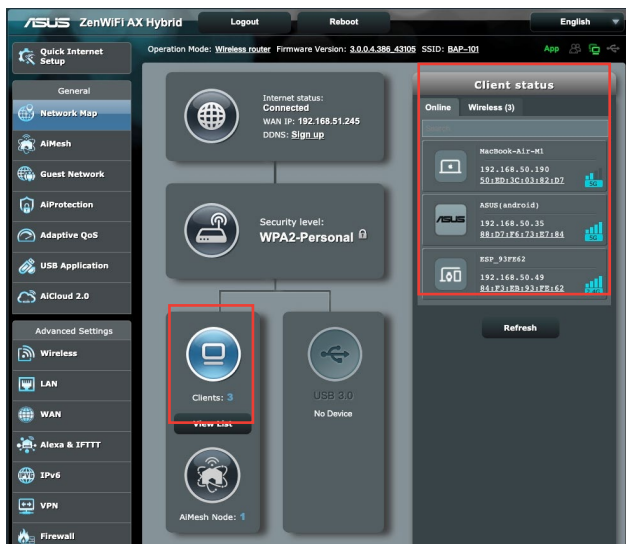 ASUS ZenWiFi AX Hybrid
Logout
Reboot
English
Quick Internet
Setup
Operation Mode: Wireless router Firmware Version: 3.0.0.4.386_43105 SSID: BAP-101
App
General
Network Map
AiMesh
Guest Network
AiProtection
Adaptive QoS
USB Application
AiCloud 2.0
Advanced Settings
Wireless
LAN
WAN
Alexa & IFTTT
IPv6
VPN
Firewall
Internet status:
Connected
WAN IP: 192.168.51.245
DDNS: Sign up
Security level:
WPA2-Personal
Clients: 3
View List
USB 3.0
No Device
AiMesh Node: 1
Client status
Online
Wireless (3)
MacBook-Air-M1
192.168.50.190
50:ED:3C:03:82:D7
5G
ASUS
ASUS(android)
192.168.50.35
88:D7:F6:73:E7:84
5G
ESP_93FE62
192.168.50.49
84:F3:EB:93:FE:62
Refresh